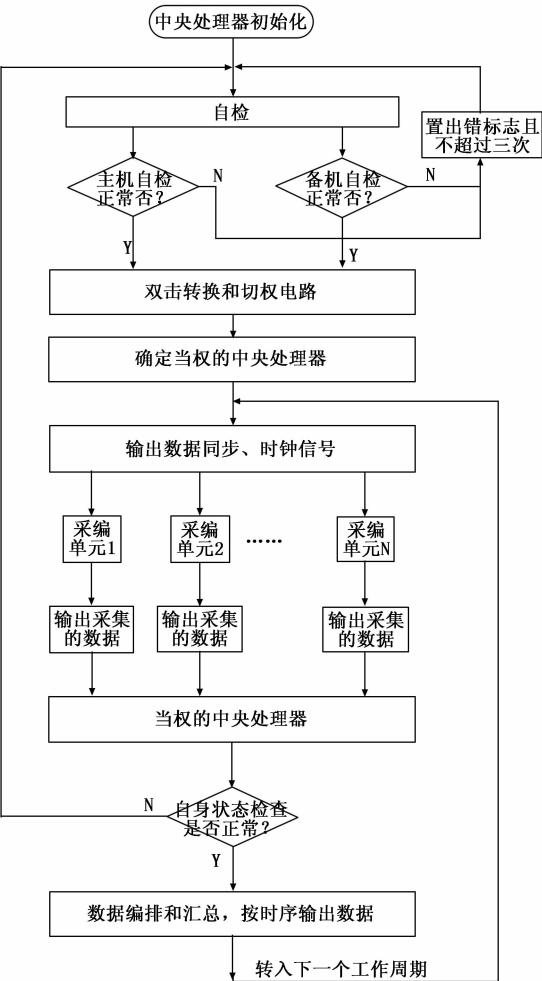 中央处理器初始化
自检
置出错标志且
不超过三次
主机自检
正常否?
N
备机自检
正常否?
N
Y
Y
双击转换和切权电路
确定当权的中央处理器
输出数据同步、时钟信号
采编
单元1
采编
单元2
……
采编
单元N
输出采集
的数据
输出采集
的数据
输出采集
的数据
当权的中央处理器
N
自身状态检查
是否正常?
Y
数据编排和汇总，按时序输出数据
转入下一个工作周期